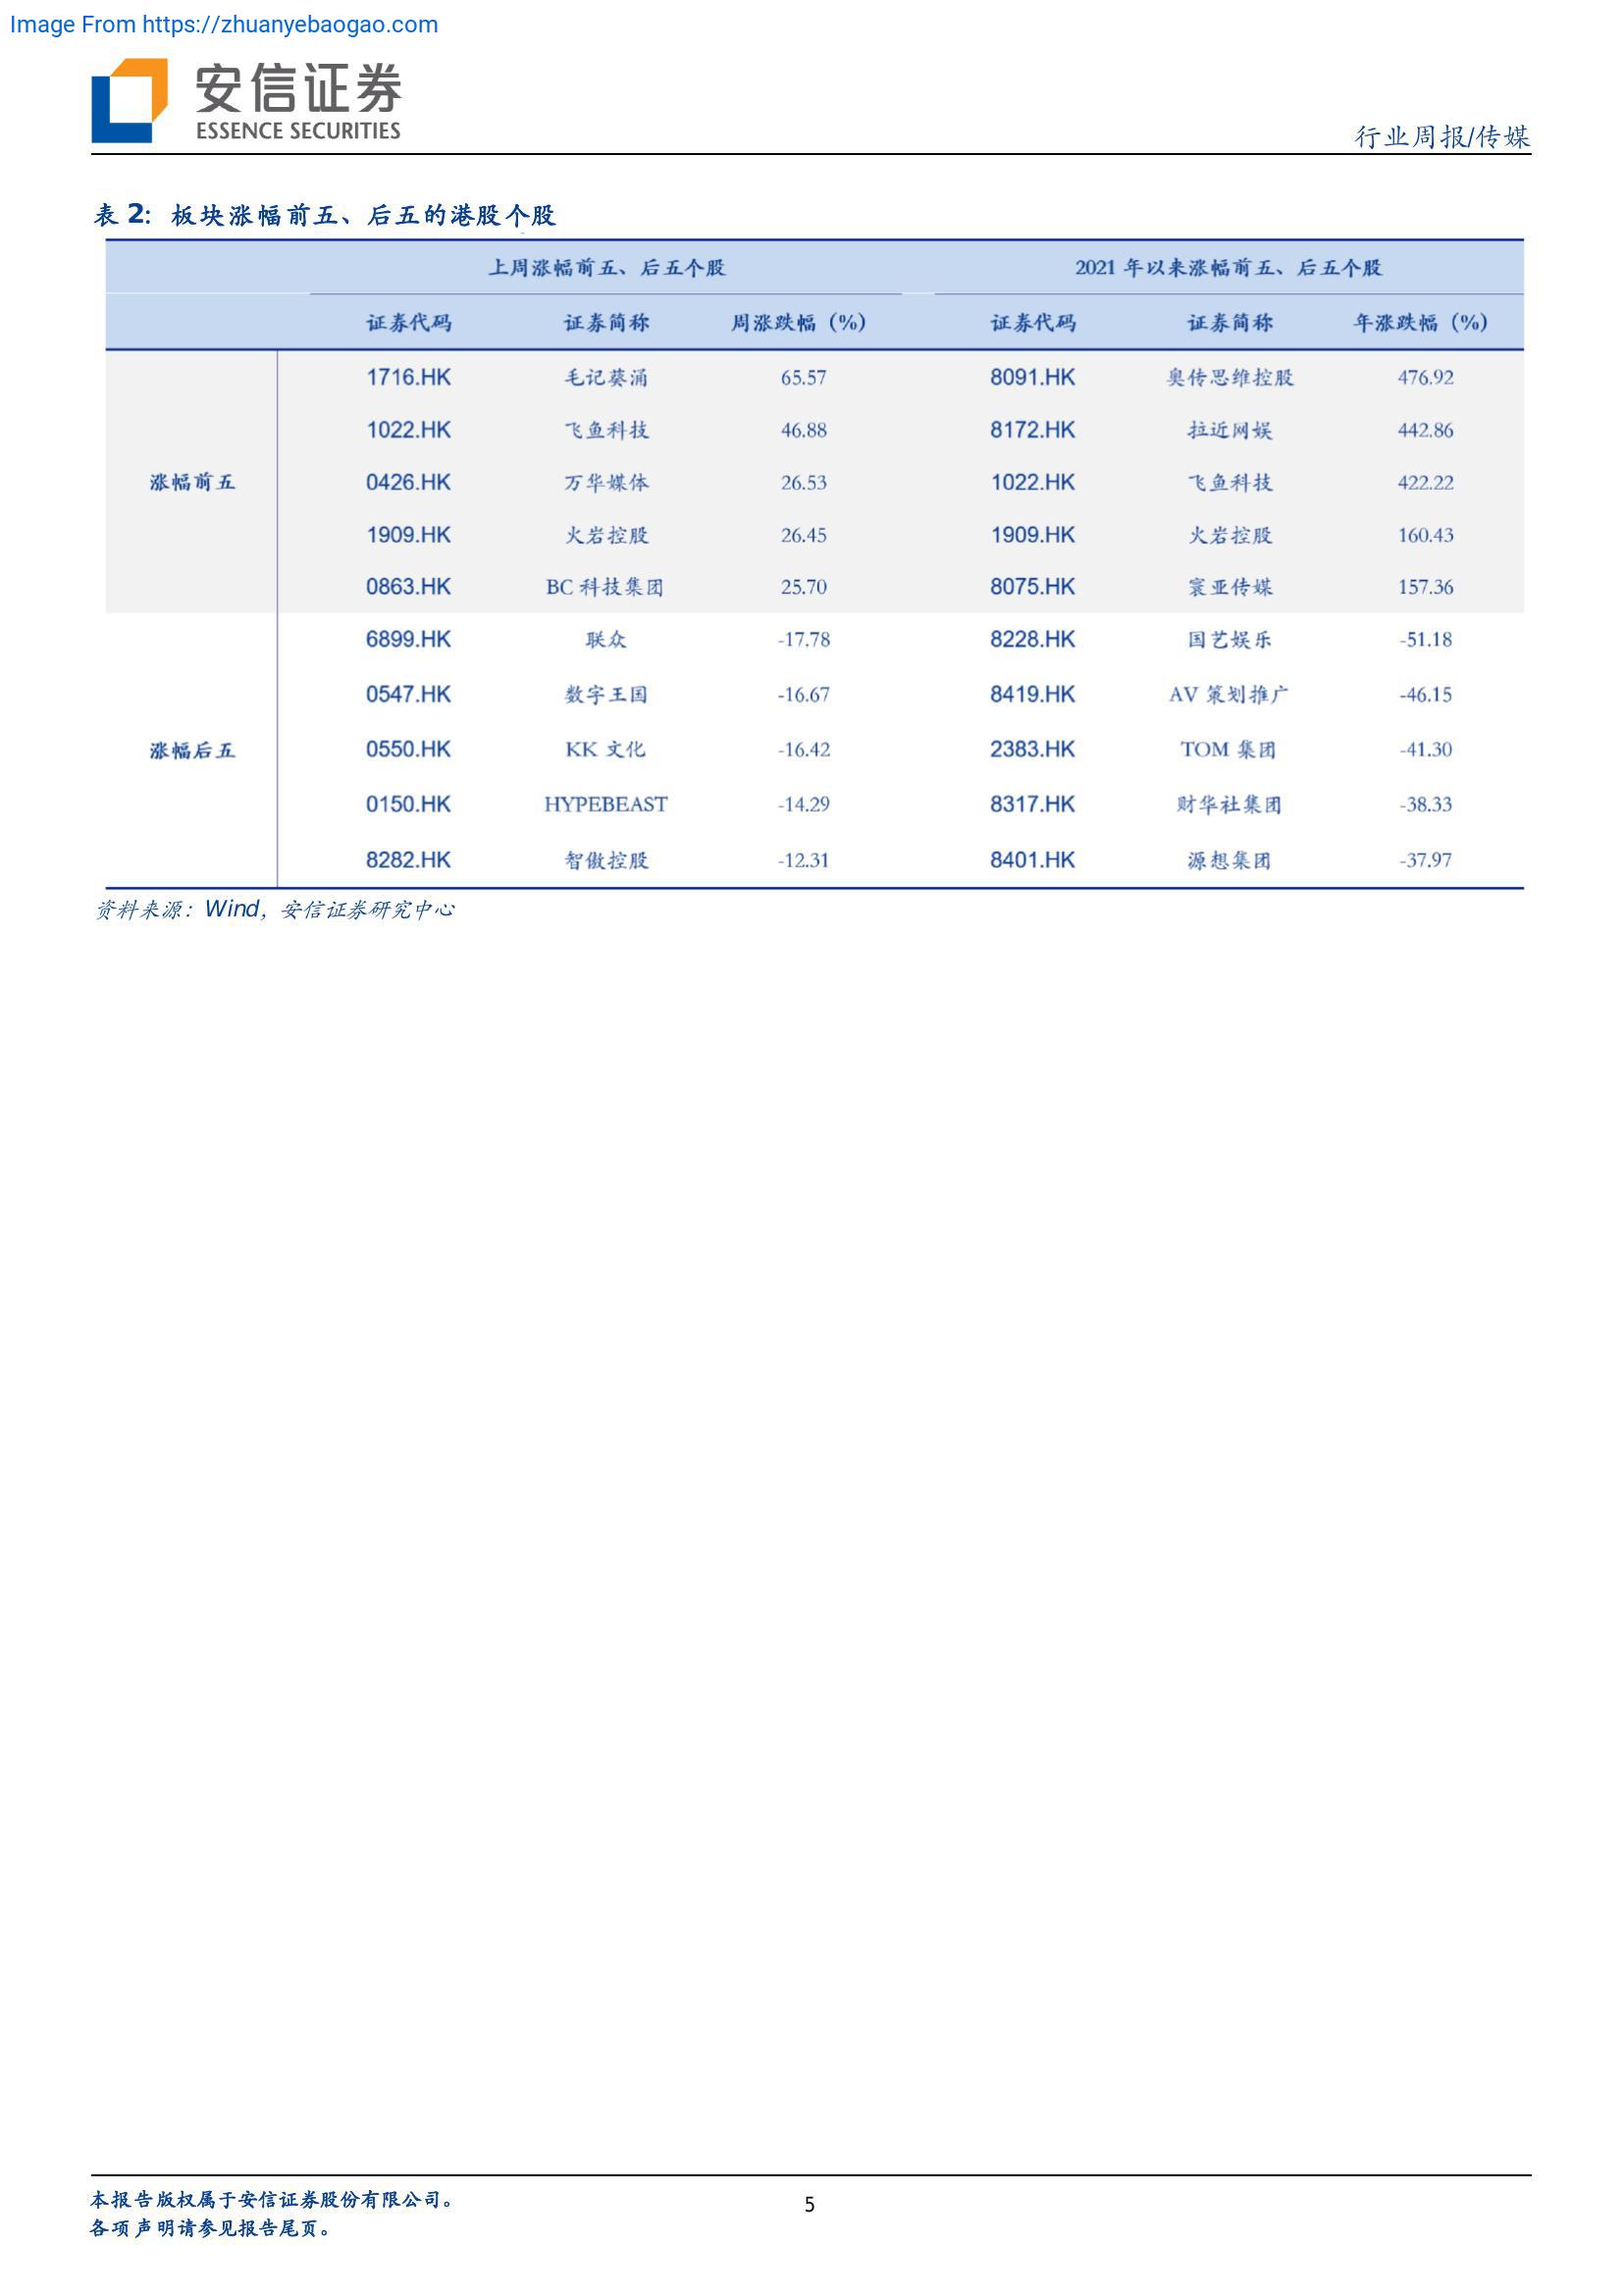 Image From https://zhuanyebaogao.com
安信证券
ESSENCE SECURITIES
行业周报/传媒
表 2: 板块涨幅前五、后五的港股个股
上周涨幅前五、后五个股 2021 年以来涨幅前五、后五个股
证券代码 证券简称 周涨跌幅（%） 证券代码 证券简称 年涨跌幅（%）
1716.HK 毛记葵涌 65.57 8091.HK 奥传思维控股 476.92
1022.HK 飞鱼科技 46.88 8172.HK 拉近网娱 442.86
涨幅前五 0426.HK 万华媒体 26.53 1022.HK 飞鱼科技 422.22
1909.HK 火岩控股 26.45 1909.HK 火岩控股 160.43
0863.HK BC 科技集团 25.70 8075.HK 寰亚传媒 157.36
6899.HK 联众 -17.78 8228.HK 国艺娱乐 -51.18
0547.HK 数字王国 -16.67 8419.HK AV 策划推广 -46.15
涨幅后五 0550.HK KK 文化 -16.42 2383.HK TOM 集团 -41.30
0150.HK HYPEBEAST -14.29 8317.HK 财华社集团 -38.33
8282.HK 智傲控股 -12.31 8401.HK 源想集团 -37.97
资料来源：Wind，安信证券研究中心
本报告版权属于安信证券股份有限公司。
5
各项声明请参见报告尾页。